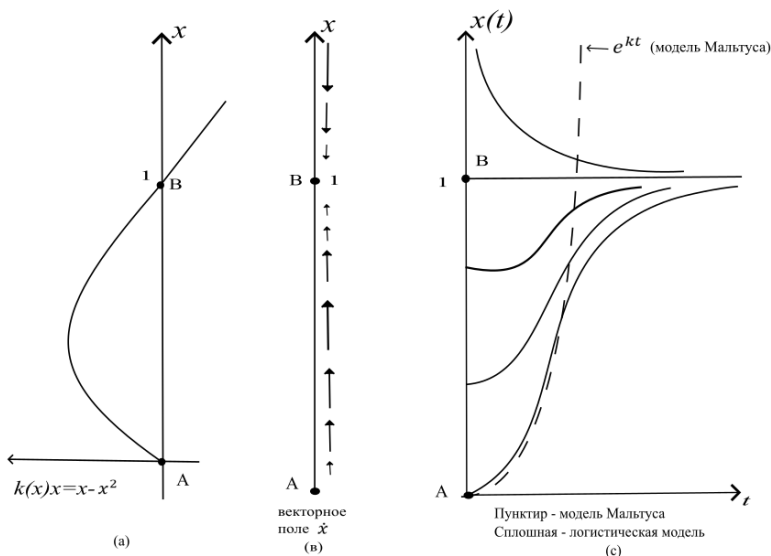 x
1
B
k(x)x=x-x²
A
(а)
x
B 1
A
векторное
поле ẋ
(в)
x(t)
e^{kt} (модель Мальтуса)
B
1
A
t
Пунктир - модель Мальтуса
Сплошная - логистическая модель
(с)